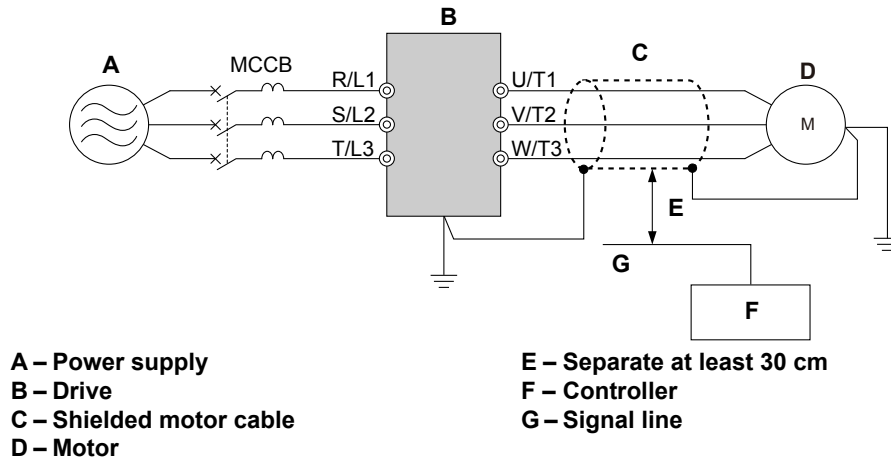 B
A
MCCB
C
D
R/L1
U/T1
S/L2
V/T2
M
T/L3
W/T3
E
G
F
A – Power supply
B – Drive
C – Shielded motor cable
D – Motor
E – Separate at least 30 cm
F – Controller
G – Signal line